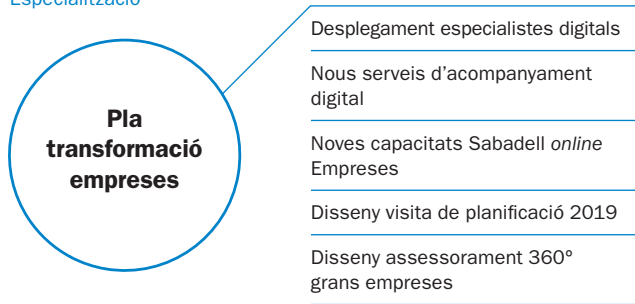 Especialització
Desplegament especialistes digitals
Nous serveis d'acompanyament
digital
Pla
transformació
empreses
Noves capacitats Sabadell online
Empreses
Disseny visita de planificació 2019
Disseny assessorament 360º
grans empreses